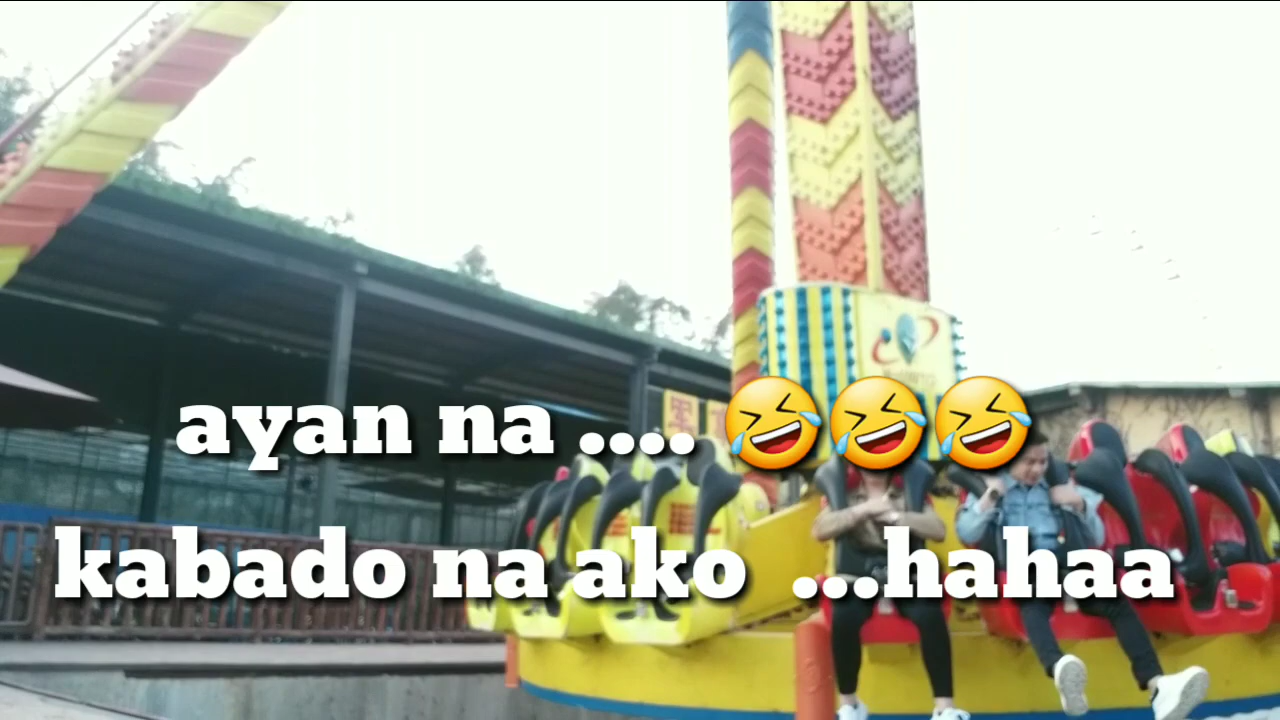 ayan na .... 🤣🤣🤣
kabado na ako ...hahaa